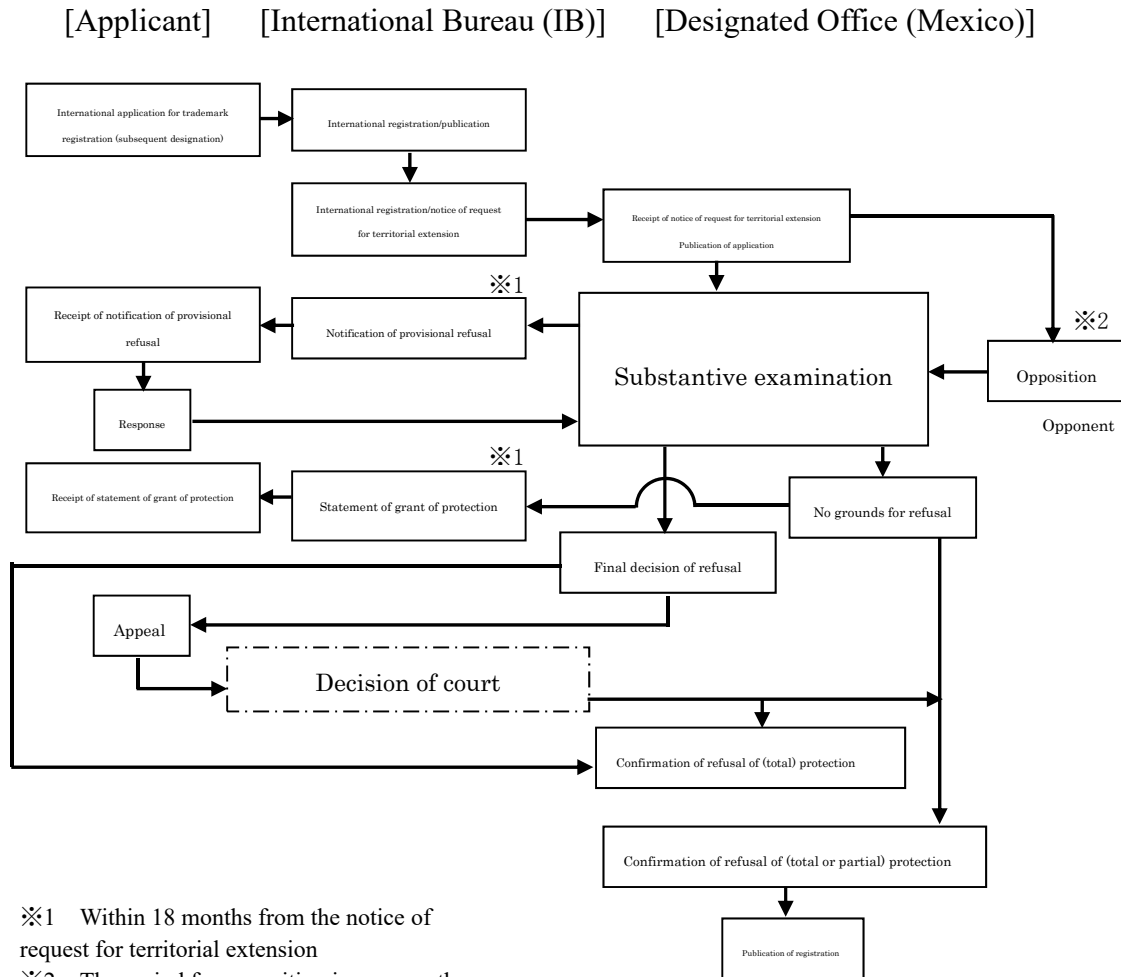 [Applicant] [International Bureau (IB)] [Designated Office (Mexico)]
International application for trademark
registration (subsequent designation)
International registration/publication
International registration/notice of request
for territorial extension
Receipt of notice of request for territorial extension
Publication of application
※1
※2
Receipt of notification of provisional
refusal
Notification of provisional refusal
Substantive examination
Opposition
Opponent
Response
※1
Receipt of statement of grant of protection
Statement of grant of protection
No grounds for refusal
Final decision of refusal
Appeal
Decision of court
Confirmation of refusal of (total) protection
Confirmation of refusal of (total or partial) protection
Publication of registration
※1 Within 18 months from the notice of
request for territorial extension